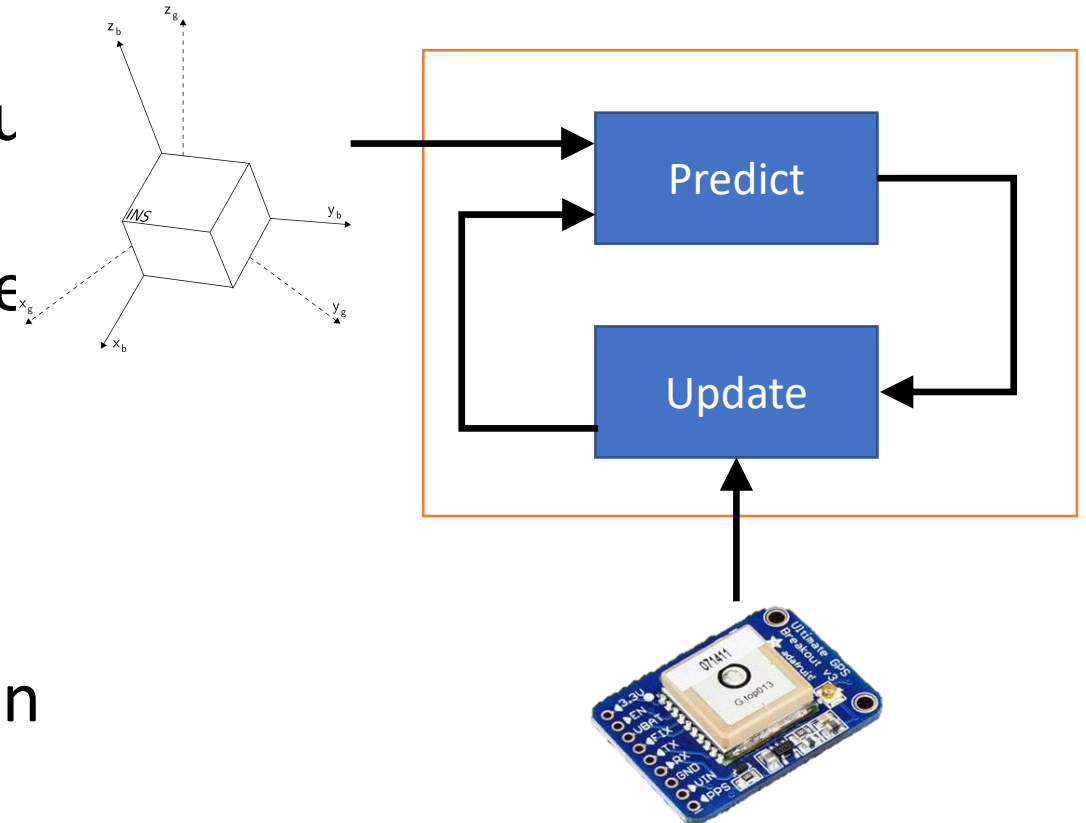 z_g
z_b
Predict
INS
y_b
x_g
y_g
x_b
Update
n
Ultimate GPS
Breakout v3
adafruit!
071411
G.top013
3.3V
EN
VBAT
FIX
TX
RX
GND
VIN
PPS